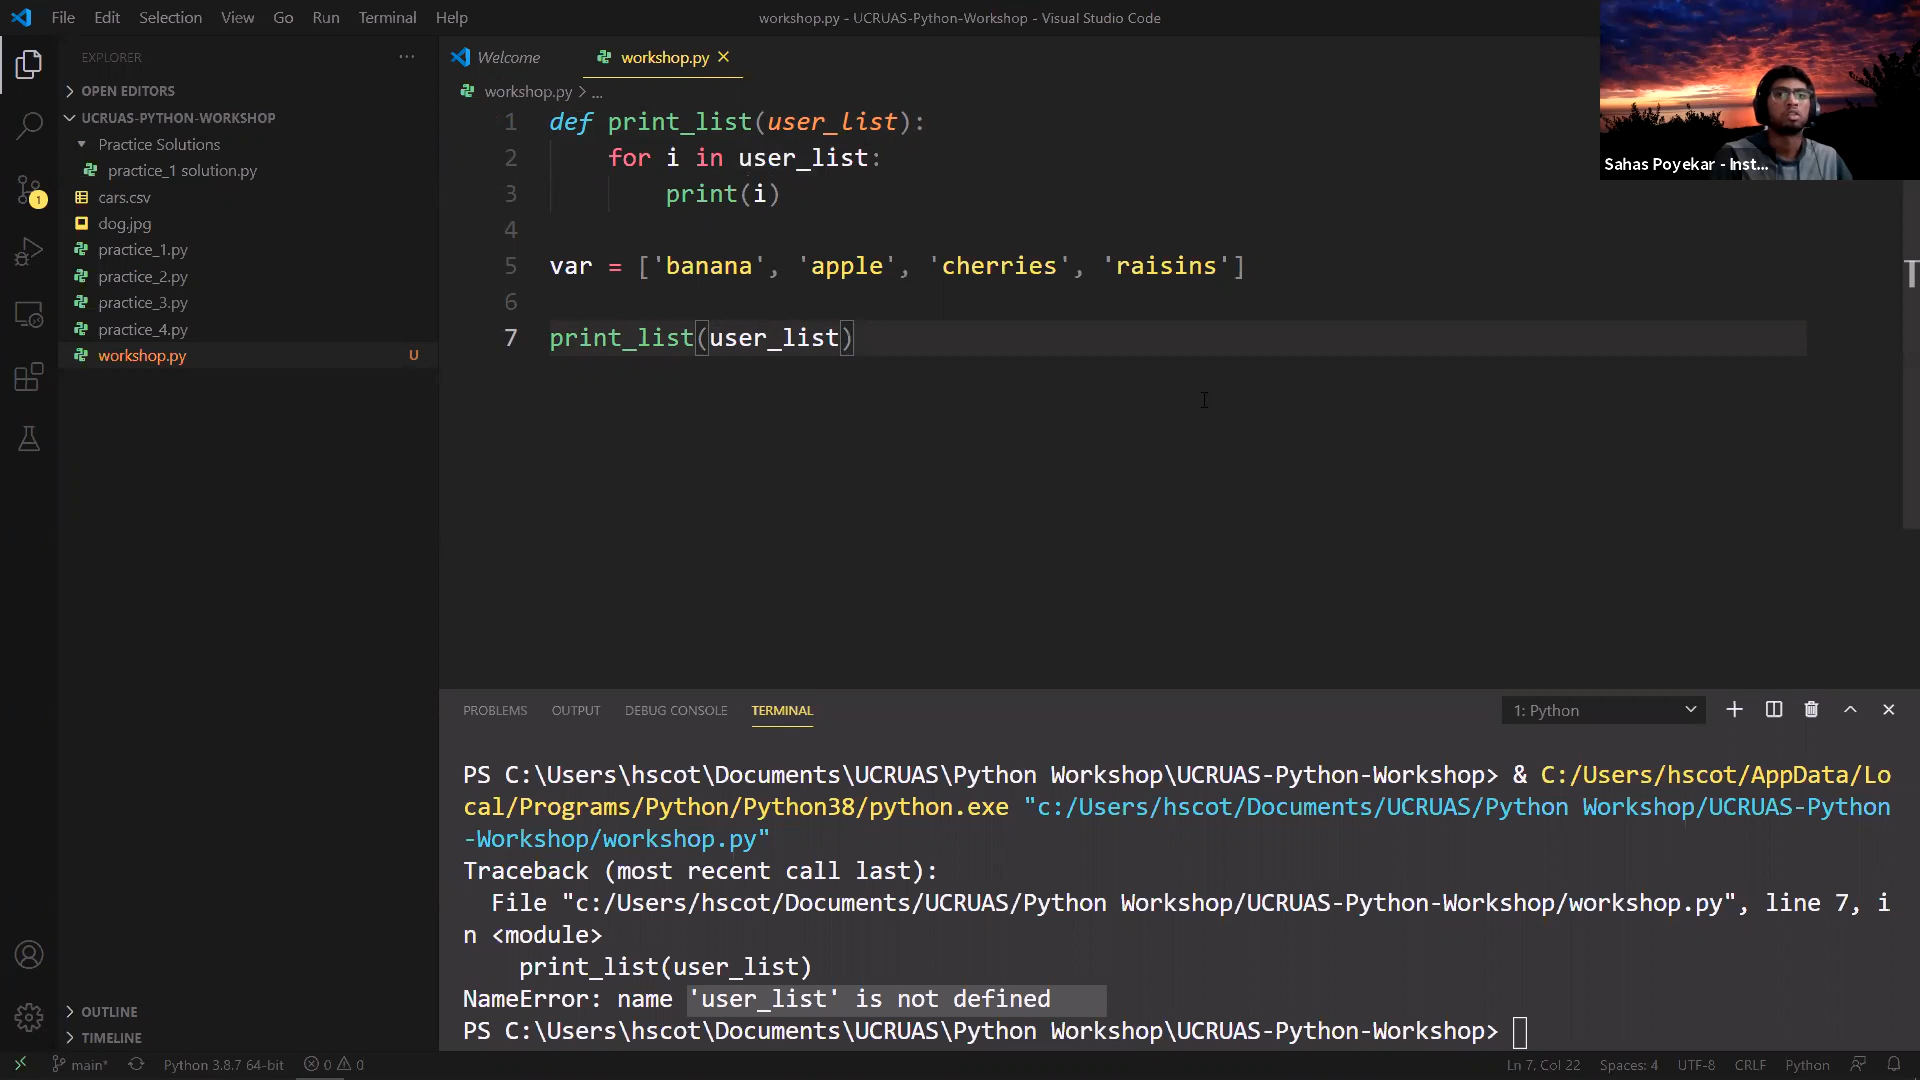 File Edit Selection View Go Run Terminal Help
workshop.py - UCRUAS-Python-Workshop - Visual Studio Code
EXPLORER
OPEN EDITORS
UCRUAS-PYTHON-WORKSHOP
Practice Solutions
practice_1 solution.py
cars.csv
dog.jpg
practice_1.py
practice_2.py
practice_3.py
practice_4.py
workshop.py U
OUTLINE
TIMELINE
Welcome workshop.py
workshop.py > ...
1 def print_list(user_list):
2 for i in user_list:
3 print(i)
4
5 var = ['banana', 'apple', 'cherries', 'raisins']
6
7 print_list(user_list)
Sahas Poyekar - Inst...
T
1
PROBLEMS OUTPUT DEBUG CONSOLE TERMINAL
1: Python
PS C:\Users\hscot\Documents\UCRUAS\Python Workshop\UCRUAS-Python-Workshop> & C:/Users/hscot/AppData/Lo
cal/Programs/Python/Python38/python.exe "c:/Users/hscot/Documents/UCRUAS/Python Workshop/UCRUAS-Python
-Workshop/workshop.py"
Traceback (most recent call last):
File "c:/Users/hscot/Documents/UCRUAS/Python Workshop/UCRUAS-Python-Workshop/workshop.py", line 7, i
n <module>
print_list(user_list)
NameError: name 'user_list' is not defined
PS C:\Users\hscot\Documents\UCRUAS\Python Workshop\UCRUAS-Python-Workshop>
main* Python 3.8.7 64-bit 0 0 Ln 7, Col 22 Spaces: 4 UTF-8 CRLF Python